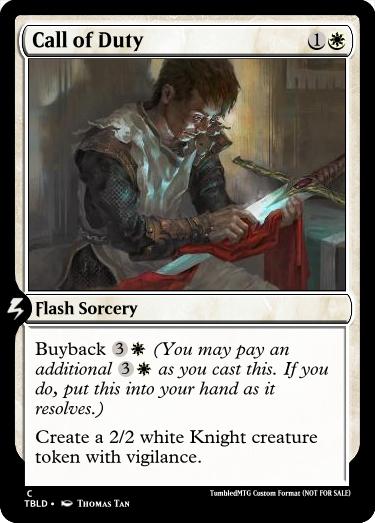 Call of Duty 1
Flash Sorcery
Buyback 3 (You may pay an
additional 3 as you cast this. If you
do, put this into your hand as it
resolves.)
Create a 2/2 white Knight creature
token with vigilance.
C
TBLD • Thomas Tan
TumbledMTG Custom Format (NOT FOR SALE)